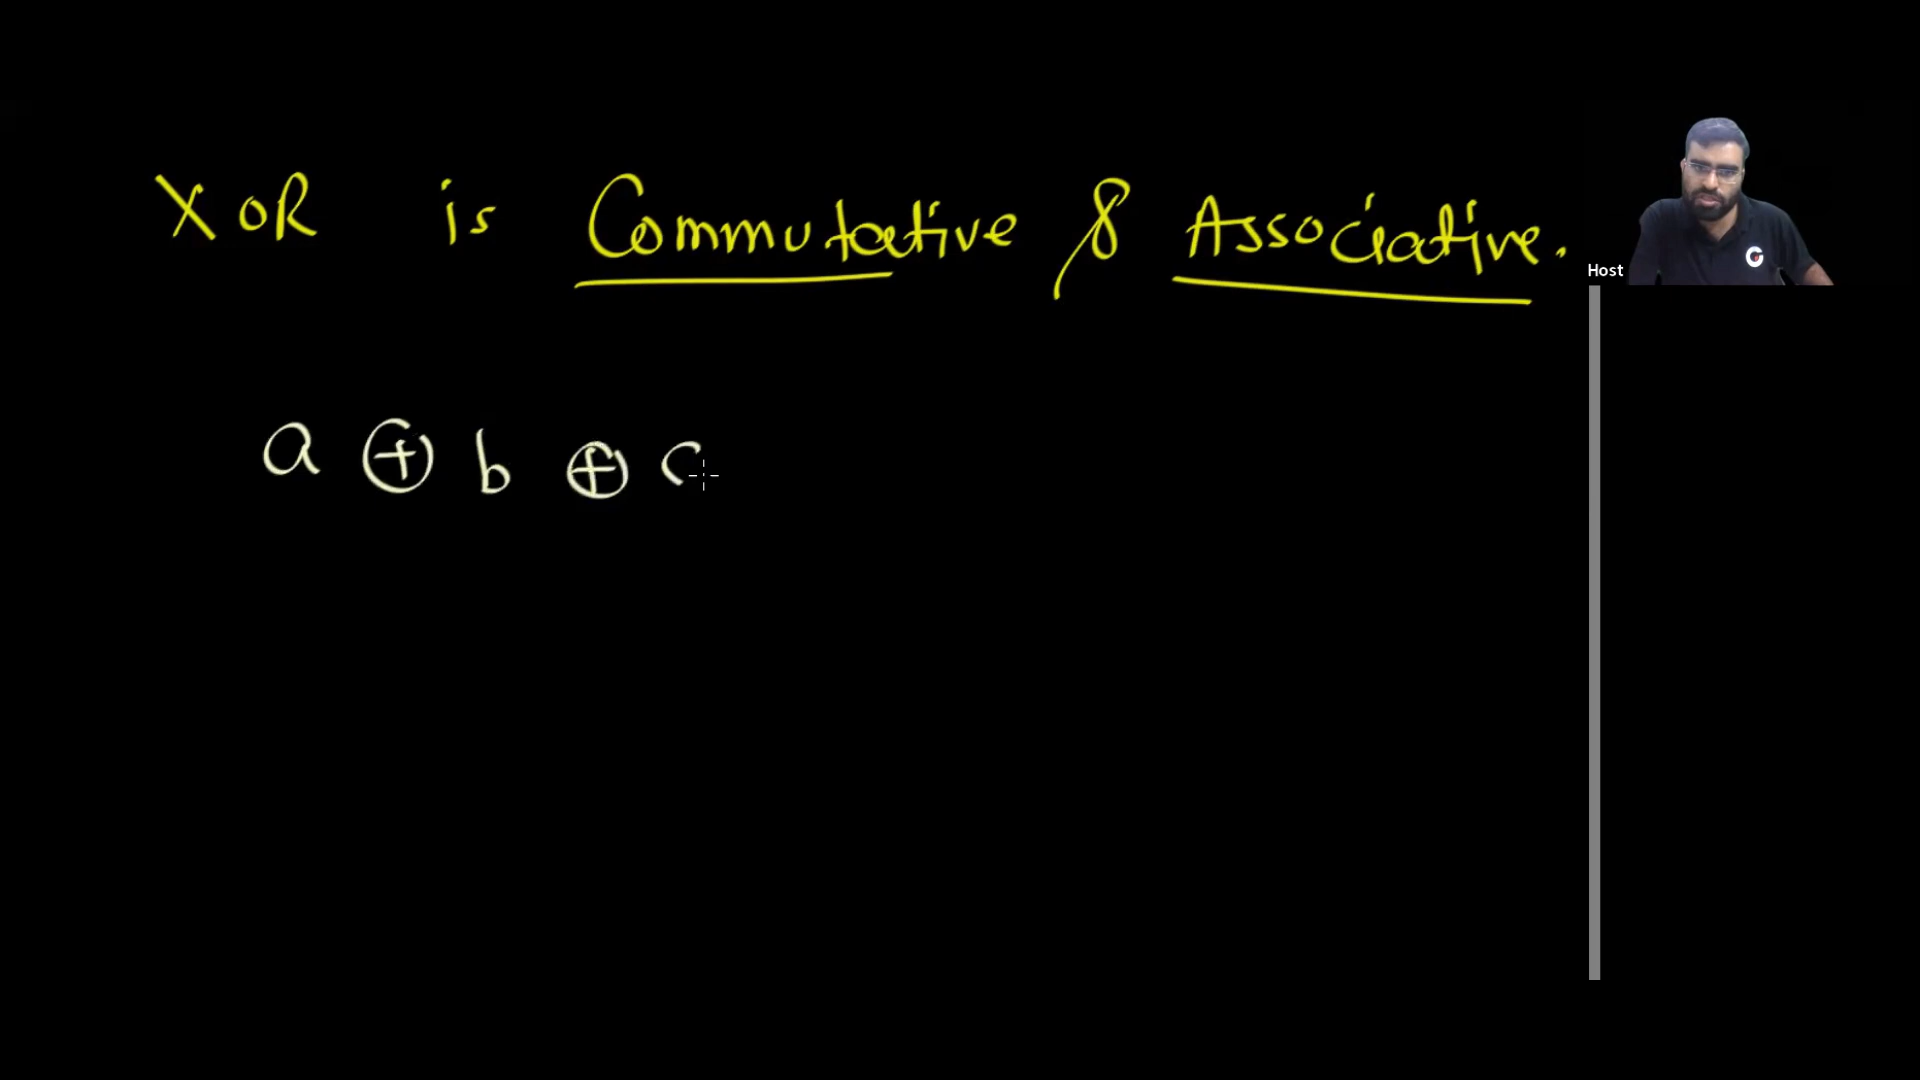 XOR is Commutative & Associative.
Host
a ⊕ b ⊕ c